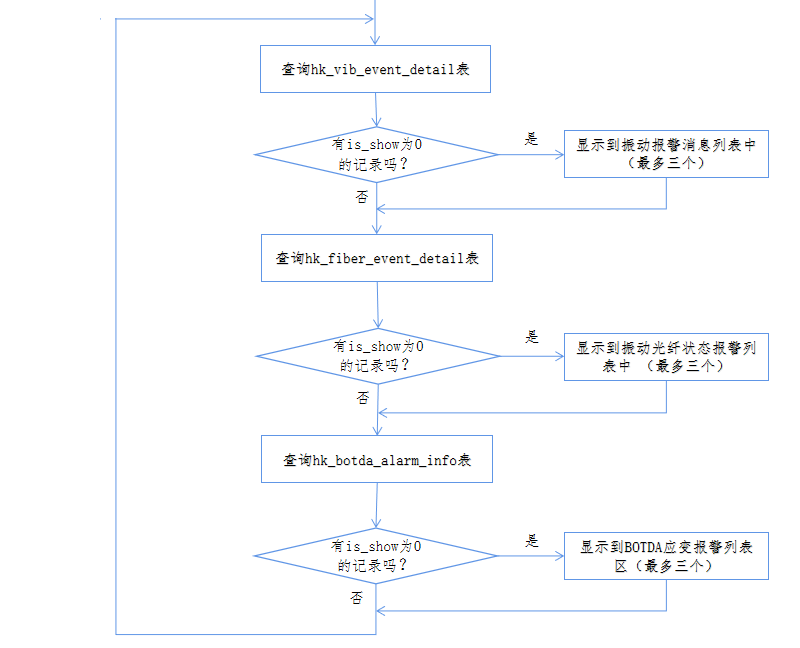 查询hk_vib_event_detail表
有is_show为0
的记录吗？
是
显示到振动报警消息列表中
（最多三个）
否
查询hk_fiber_event_detail表
有is_show为0
的记录吗？
是
显示到振动光纤状态报警列
表中 （最多三个）
否
查询hk_botda_alarm_info表
有is_show为0
的记录吗？
是
显示到BOTDA应变报警列表
区（最多三个）
否